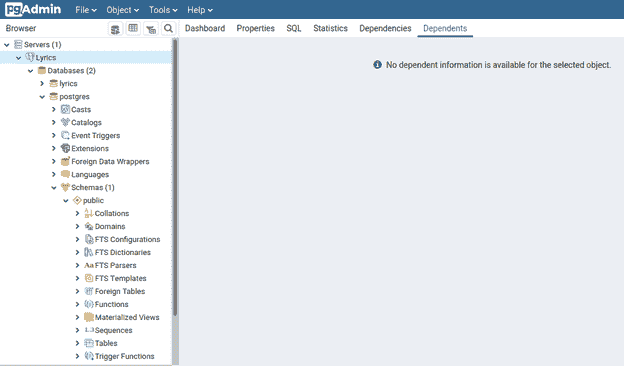 pgAdmin File Object Tools Help
Browser Dashboard Properties SQL Statistics Dependencies Dependents
Servers (1)
Lyrics
Databases (2)
lyrics
postgres
Casts
Catalogs
Event Triggers
Extensions
Foreign Data Wrappers
Languages
Schemas (1)
public
Collations
Domains
FTS Configurations
FTS Dictionaries
Aa FTS Parsers
FTS Templates
Foreign Tables
Functions
Materialized Views
1..3 Sequences
Tables
Trigger Functions
No dependent information is available for the selected object.